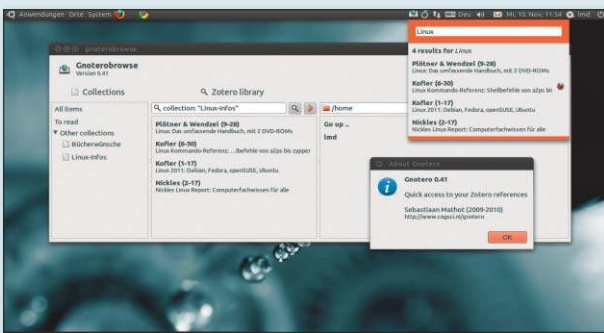 Anwendungen Orte System
Deu
Mi, 10. Nov, 11:54
lmd
gnoterobrowse
Gnoterobrowse
Version 0.41
Collections
Zotero library
All items
To read
Other collections
Bücherwünsche
Linux-Infos
collection: "Linux-Infos"
Plötner & Wendzel (9-28)
Linux: Das umfassende Handbuch, mit 2 DVD-ROMs
Kofler (6-30)
Linux Kommando-Referenz: ...Befehle von a2ps bis zypper
Kofler (1-17)
Linux 2011: Debian, Fedora, openSUSE, Ubuntu
Nickles (2-17)
Nickles Linux Report: Computerfachwissen für alle
/home
Go up ..
lmd
Linux
4 results for Linux
Plötner & Wendzel (9-28)
Linux: Das umfassende Handbuch, mit 2 DVD-ROMs
Kofler (6-30)
Linux Kommando-Referenz: Shellbefehle von a2ps bis
Kofler (1-17)
Linux 2011: Debian, Fedora, openSUSE, Ubuntu
Nickles (2-17)
Nickles Linux Report: Computerfachwissen für alle
About Gnotero
Gnotero 0.41
Quick access to your Zotero references
Sebastiaan Mathot (2009-2010)
http://www.cogsci.nl/gnotero
OK